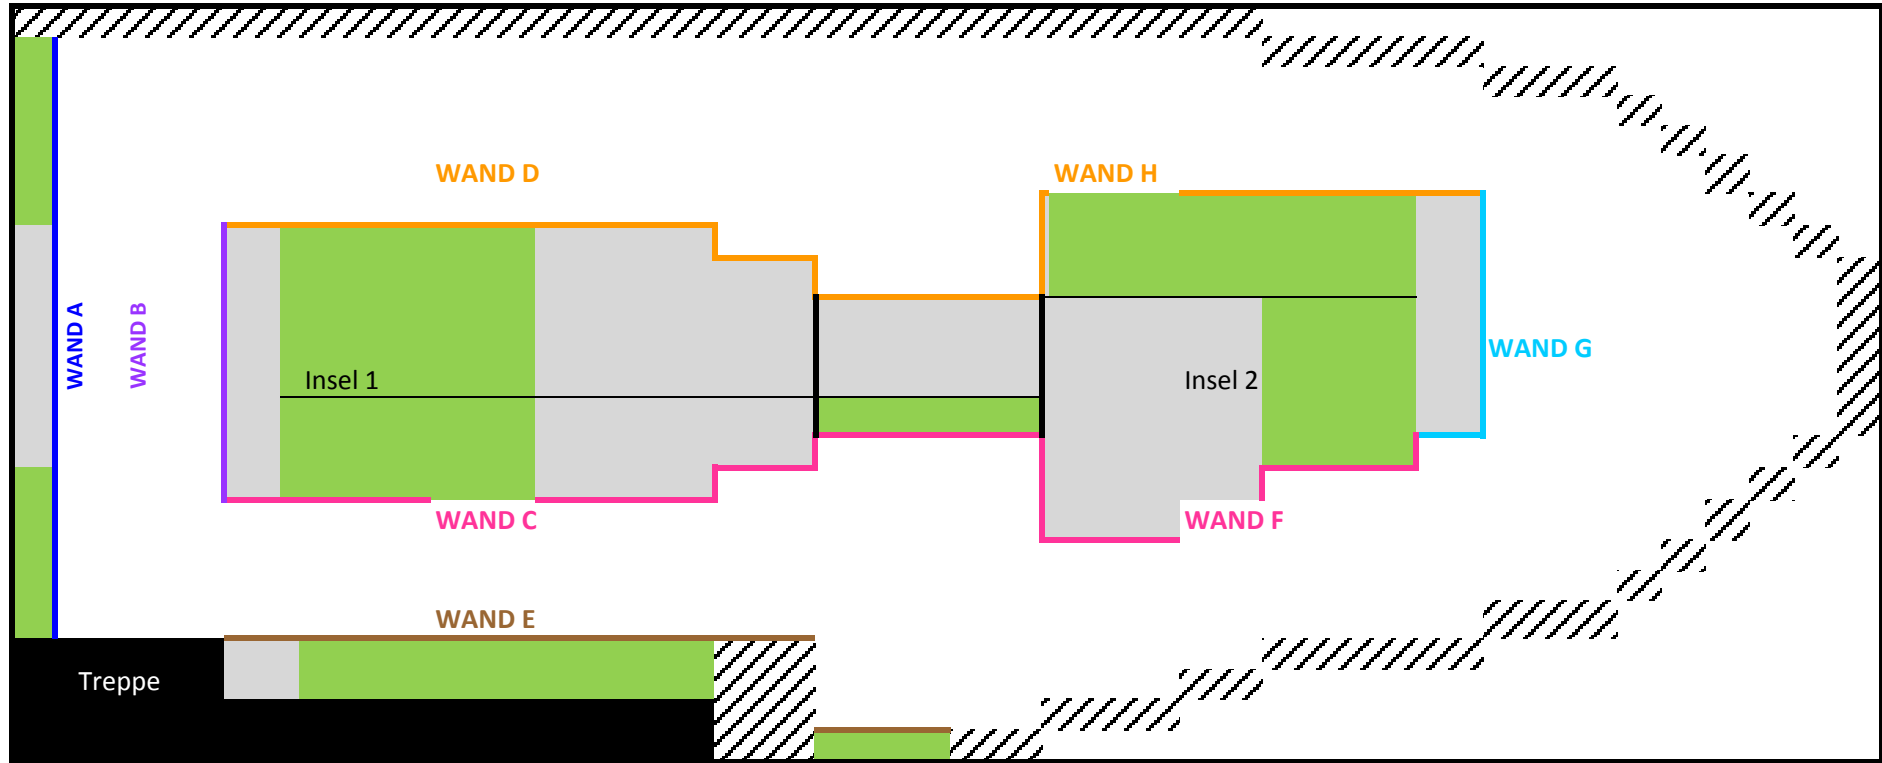 WAND D
WAND H
WAND A
WAND B
WAND G
Insel 1
Insel 2
WAND C
WAND F
WAND E
Treppe